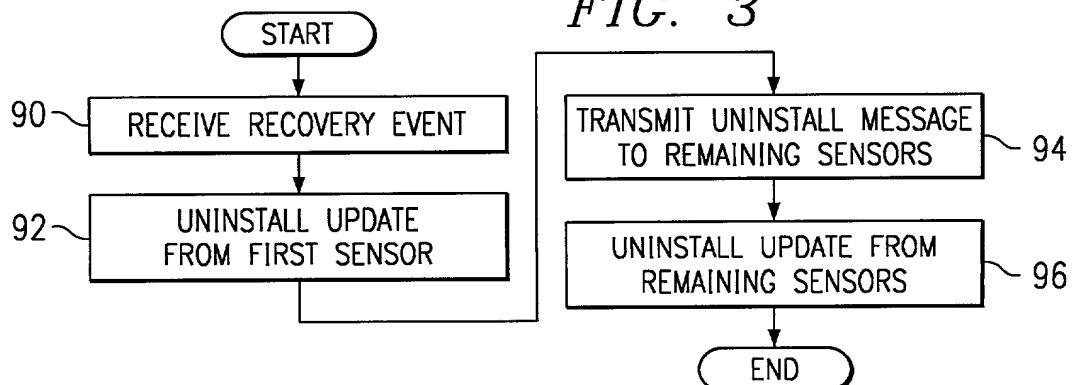 FIG. 3
START
90
RECEIVE RECOVERY EVENT
92
UNINSTALL UPDATE
FROM FIRST SENSOR
TRANSMIT UNINSTALL MESSAGE
TO REMAINING SENSORS
94
UNINSTALL UPDATE FROM
REMAINING SENSORS
96
END